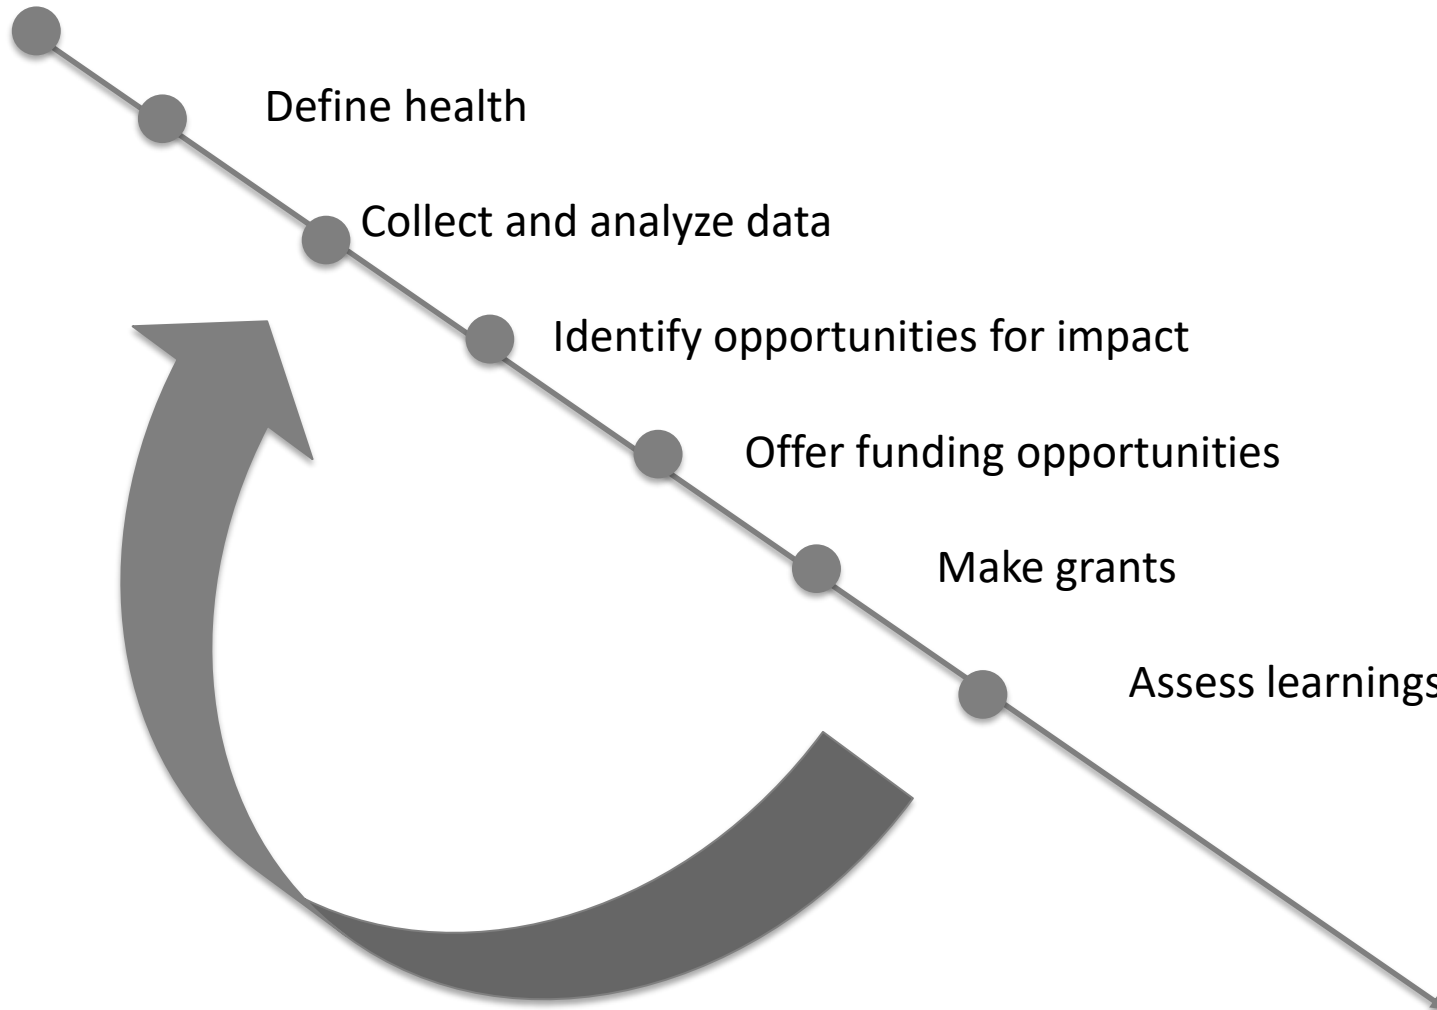 Define health
Collect and analyze data
Identify opportunities for impact
Offer funding opportunities
Make grants
Assess learnings